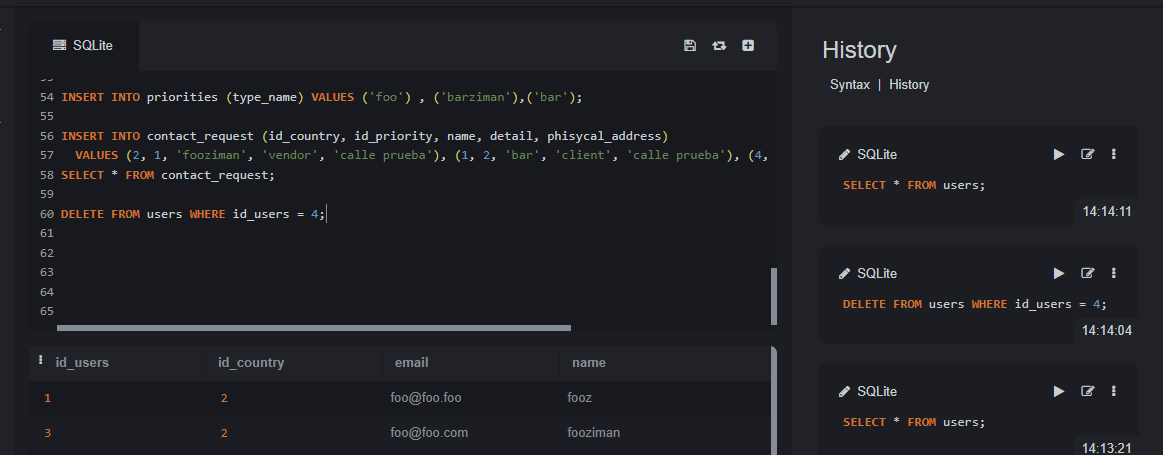 SQLite
54 INSERT INTO priorities (type_name) VALUES ('foo') , ('barziman'),('bar');
55
56 INSERT INTO contact_request (id_country, id_priority, name, detail, phisycal_address)
57 VALUES (2, 1, 'fooziman', 'vendor', 'calle prueba'), (1, 2, 'bar', 'client', 'calle prueba'), (4,
58 SELECT * FROM contact_request;
59
60 DELETE FROM users WHERE id_users = 4;
61
62
63
64
65
id_users id_country email name
1 2 foo@foo.foo fooz
3 2 foo@foo.com fooziman
History
Syntax | History
SQLite
SELECT * FROM users;
14:14:11
SQLite
DELETE FROM users WHERE id_users = 4;
14:14:04
SQLite
SELECT * FROM users;
14:13:21